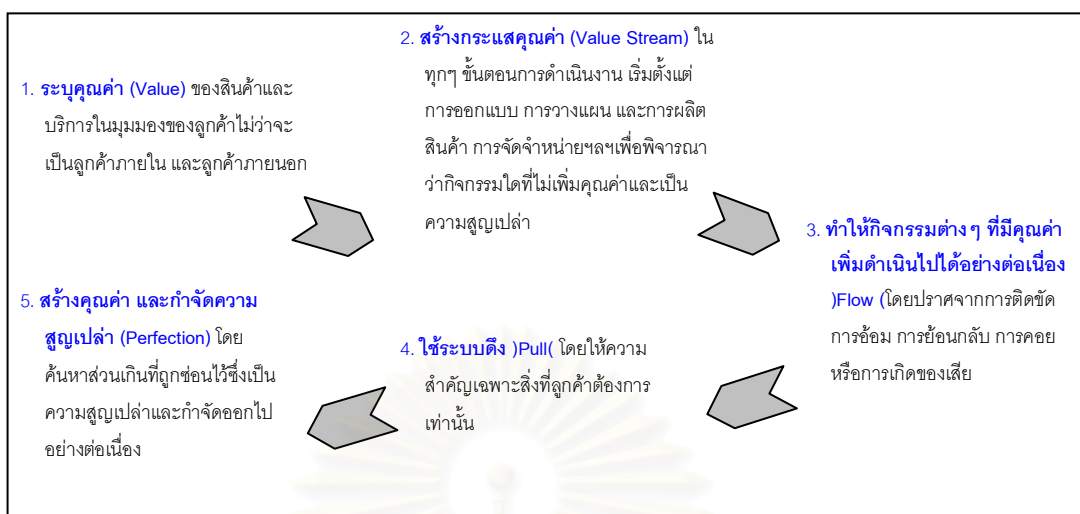 1. ระบุคุณค่า (Value) ของสินค้าและ
บริการในมุมมองของลูกค้าไม่ว่าจะ
เป็นลูกค้าภายใน และลูกค้าภายนอก
2. สร้างกระแสคุณค่า (Value Stream) ใน
ทุกๆ ขั้นตอนการดำเนินงาน เริ่มตั้งแต่
การออกแบบ การวางแผน และการผลิต
สินค้า การจัดจำหน่ายฯลฯเพื่อพิจารณา
ว่ากิจกรรมใดที่ไม่เพิ่มคุณค่าและเป็น
ความสูญเปล่า
3. ทำให้กิจกรรมต่างๆ ที่มีคุณค่า
เพิ่มดำเนินไปได้อย่างต่อเนื่อง
)Flow (โดยปราศจากการติดขัด
การอ้อม การย้อนกลับ การคอย
หรือการเกิดของเสีย
4. ใช้ระบบดึง )Pull( โดยให้ความ
สำคัญเฉพาะสิ่งที่ลูกค้าต้องการ
เท่านั้น
5. สร้างคุณค่า และกำจัดความ
สูญเปล่า (Perfection) โดย
ค้นหาส่วนเกินที่ถูกซ่อนไว้ซึ่งเป็น
ความสูญเปล่าและกำจัดออกไป
อย่างต่อเนื่อง